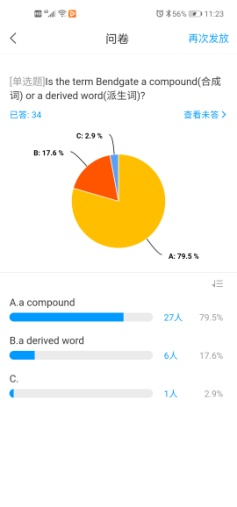 56% 11:23
问卷
再次发放
[单选题]Is the term Bendgate a compound(合成
词) or a derived word(派生词)?
已答: 34
查看未答
C: 2.9 %
B: 17.6 %
A: 79.5 %
A.a compound
27人 79.5%
B.a derived word
6人 17.6%
C.
1人 2.9%